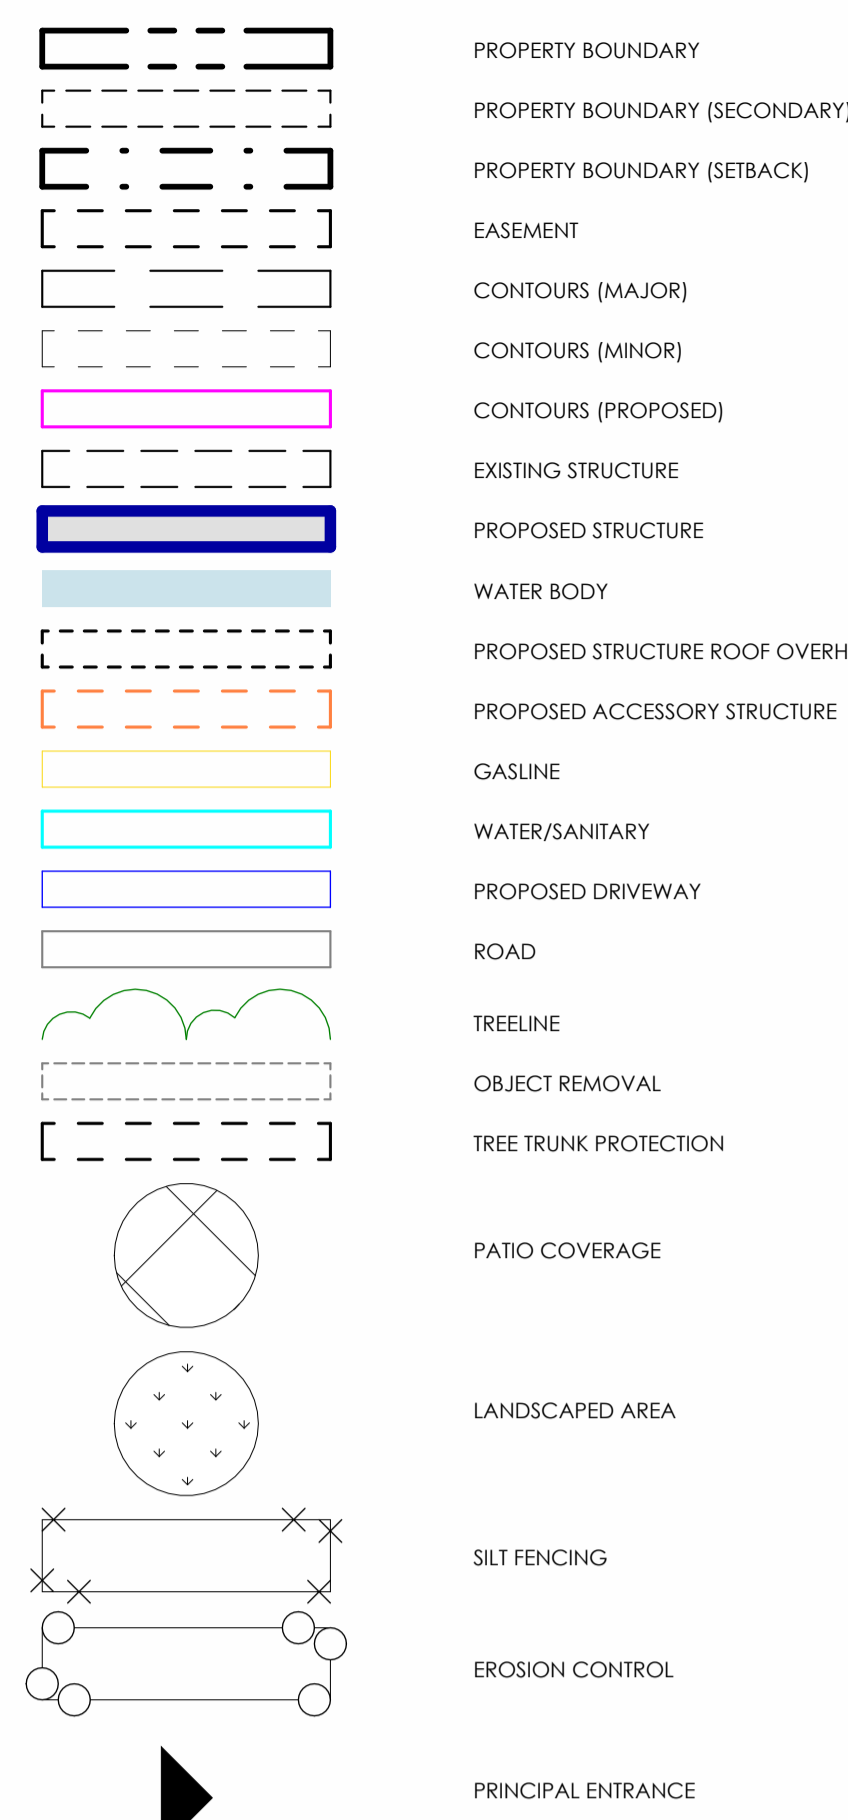 PROPERTY BOUNDARY
PROPERTY BOUNDARY (SECONDARY)
PROPERTY BOUNDARY (SETBACK)
EASEMENT
CONTOURS (MAJOR)
CONTOURS (MINOR)
CONTOURS (PROPOSED)
EXISTING STRUCTURE
PROPOSED STRUCTURE
WATER BODY
PROPOSED STRUCTURE ROOF OVERH
PROPOSED ACCESSORY STRUCTURE
GASLINE
WATER/SANITARY
PROPOSED DRIVEWAY
ROAD
TREELINE
OBJECT REMOVAL
TREE TRUNK PROTECTION
PATIO COVERAGE
LANDSCAPED AREA
SILT FENCING
EROSION CONTROL
PRINCIPAL ENTRANCE